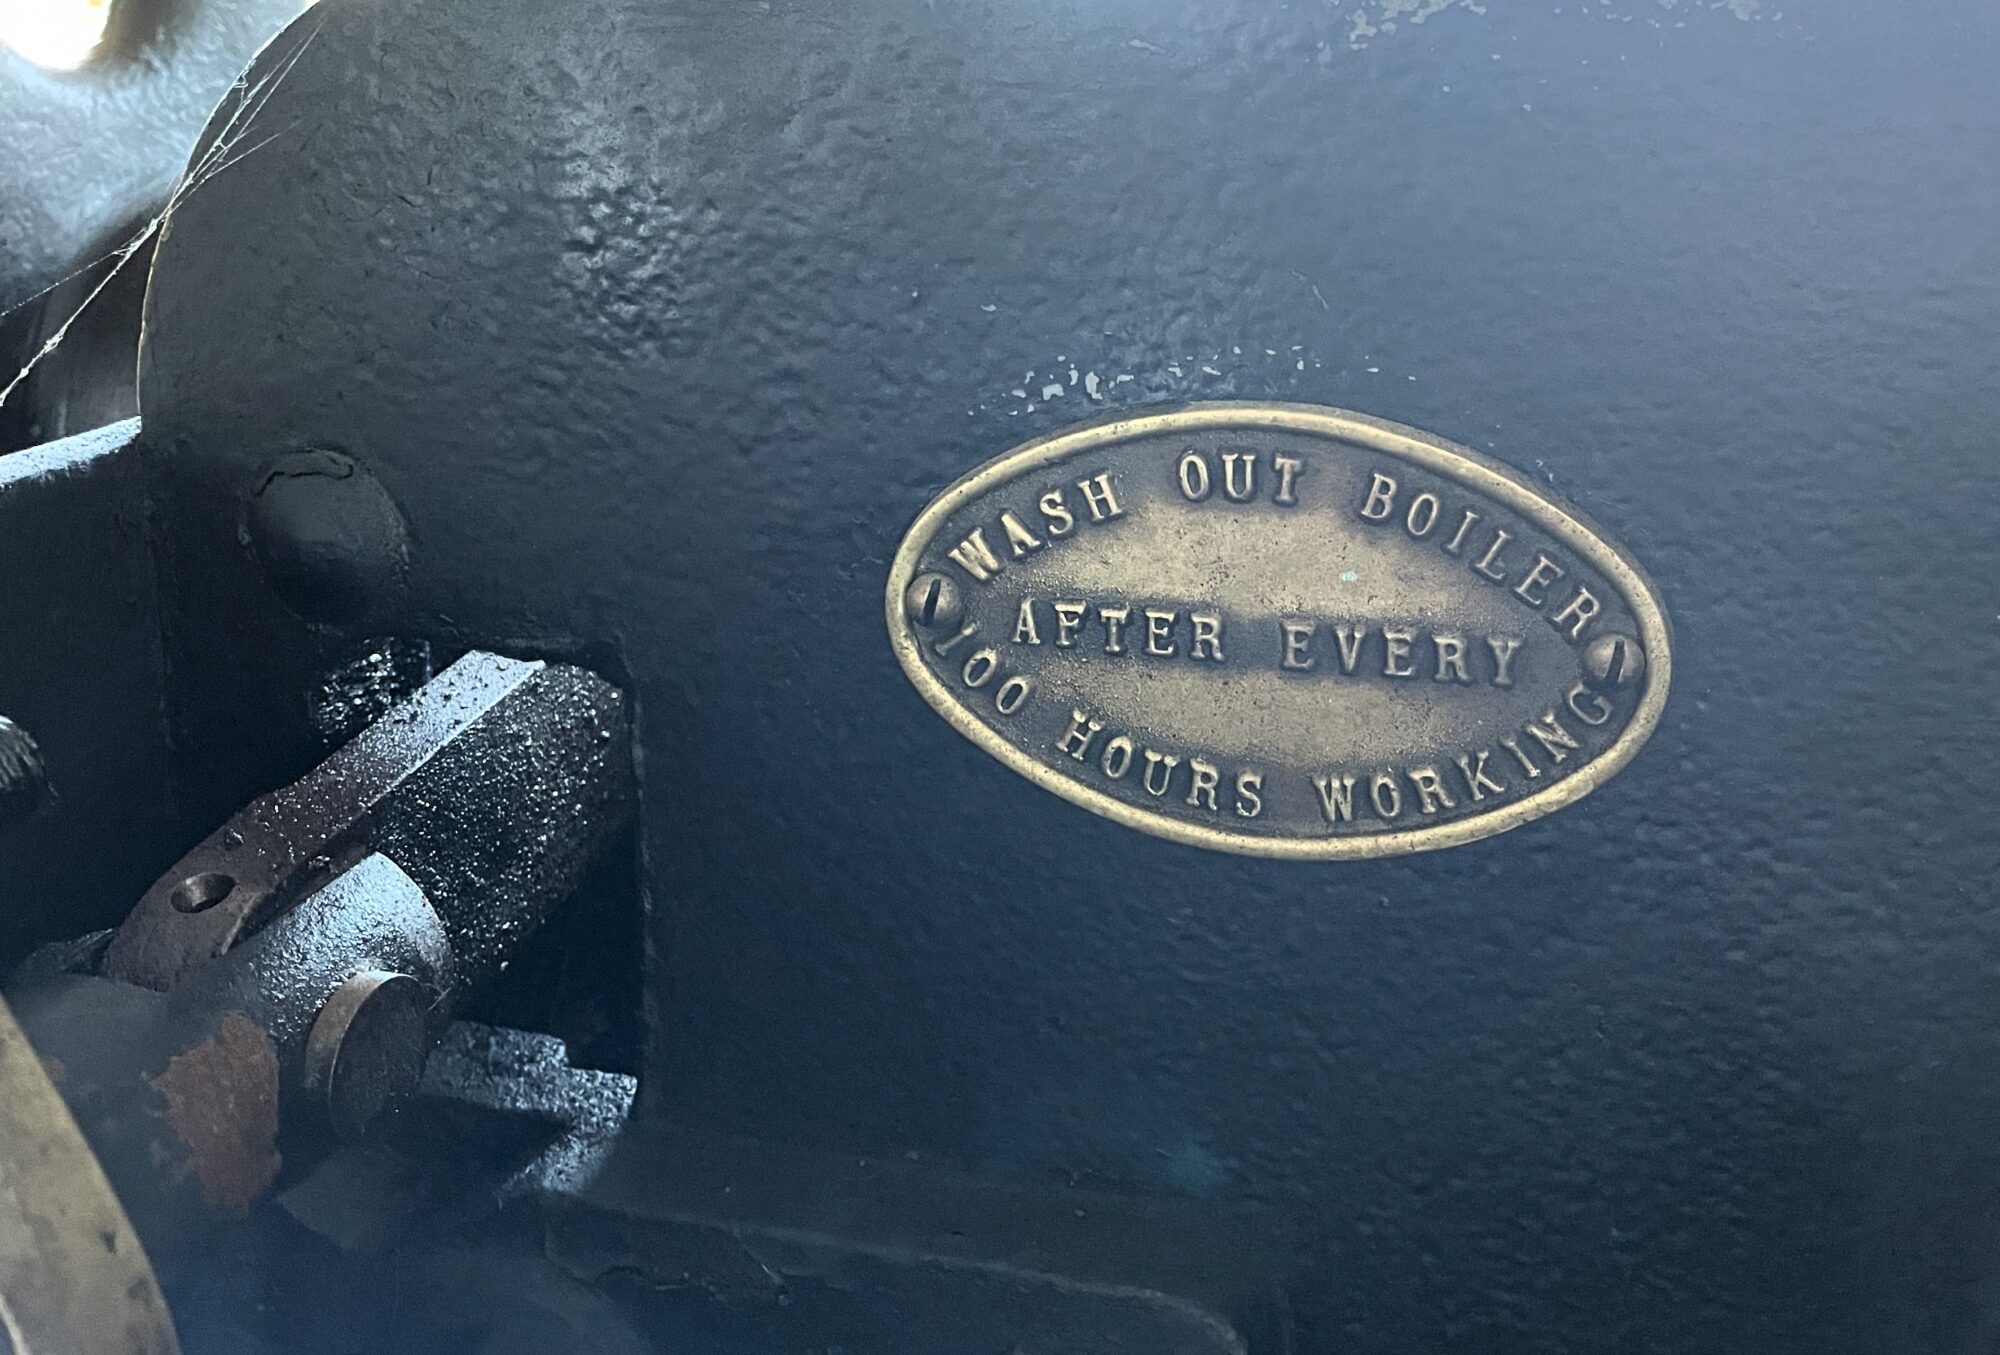 WASH OUT BOILER
AFTER EVERY
100 HOURS WORKING